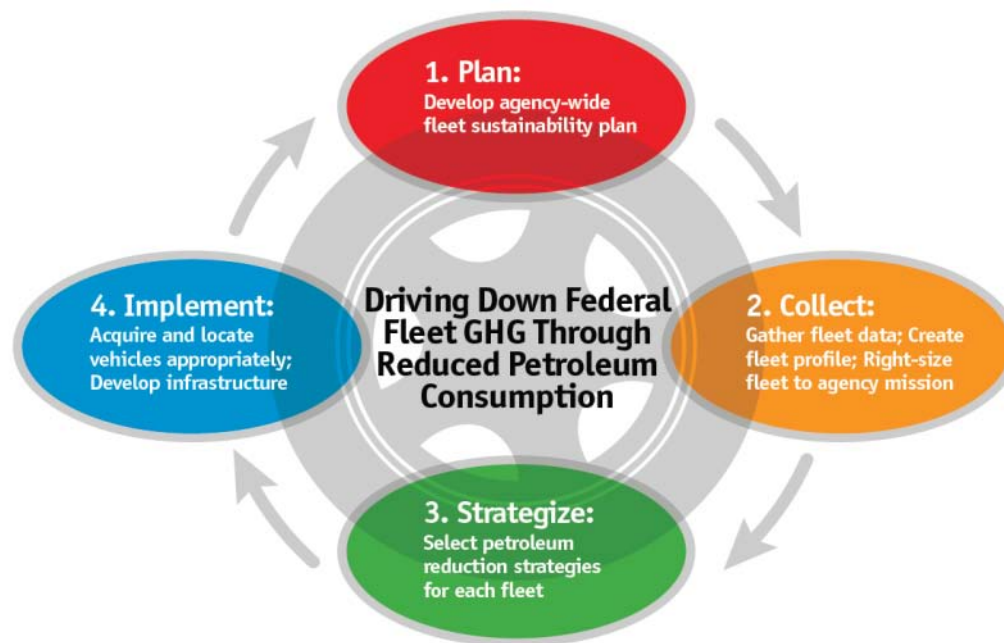 1. Plan:
Develop agency-wide
fleet sustainability plan
Driving Down Federal
Fleet GHG Through
Reduced Petroleum
Consumption
2. Collect:
Gather fleet data; Create
fleet profile; Right-size
fleet to agency mission
3. Strategize:
Select petroleum
reduction strategies
for each fleet
4. Implement:
Acquire and locate
vehicles appropriately;
Develop infrastructure